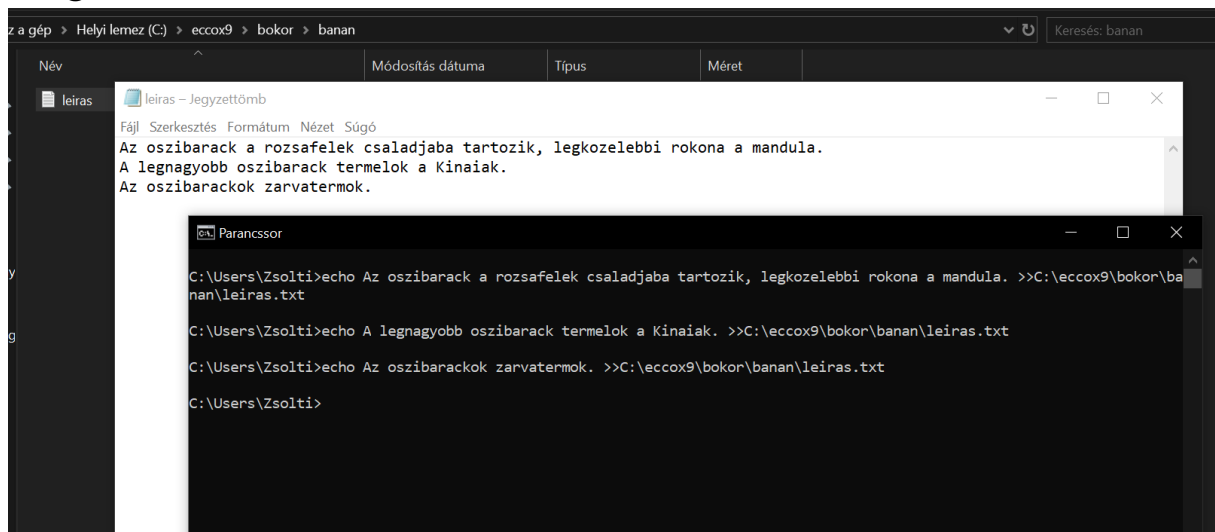 z a gép > Helyi lemez (C:) > eccox9 > bokor > banan
Keresés: banan
Név Módosítás dátuma Típus Méret
leiras
leiras – Jegyzettömb
Fájl Szerkesztés Formátum Nézet Súgó
Az oszibarack a rozsafelek csaladjaba tartozik, legkozelebbi rokona a mandula.
A legnagyobb oszibarack termelok a Kinaiak.
Az oszibarackok zarvatermok.
C:\. Parancssor
C:\Users\Zsolti>echo Az oszibarack a rozsafelek csaladjaba tartozik, legkozelebbi rokona a mandula. >>C:\eccox9\bokor\ba
nan\leiras.txt
C:\Users\Zsolti>echo A legnagyobb oszibarack termelok a Kinaiak. >>C:\eccox9\bokor\banan\leiras.txt
C:\Users\Zsolti>echo Az oszibarackok zarvatermok. >>C:\eccox9\bokor\banan\leiras.txt
C:\Users\Zsolti>